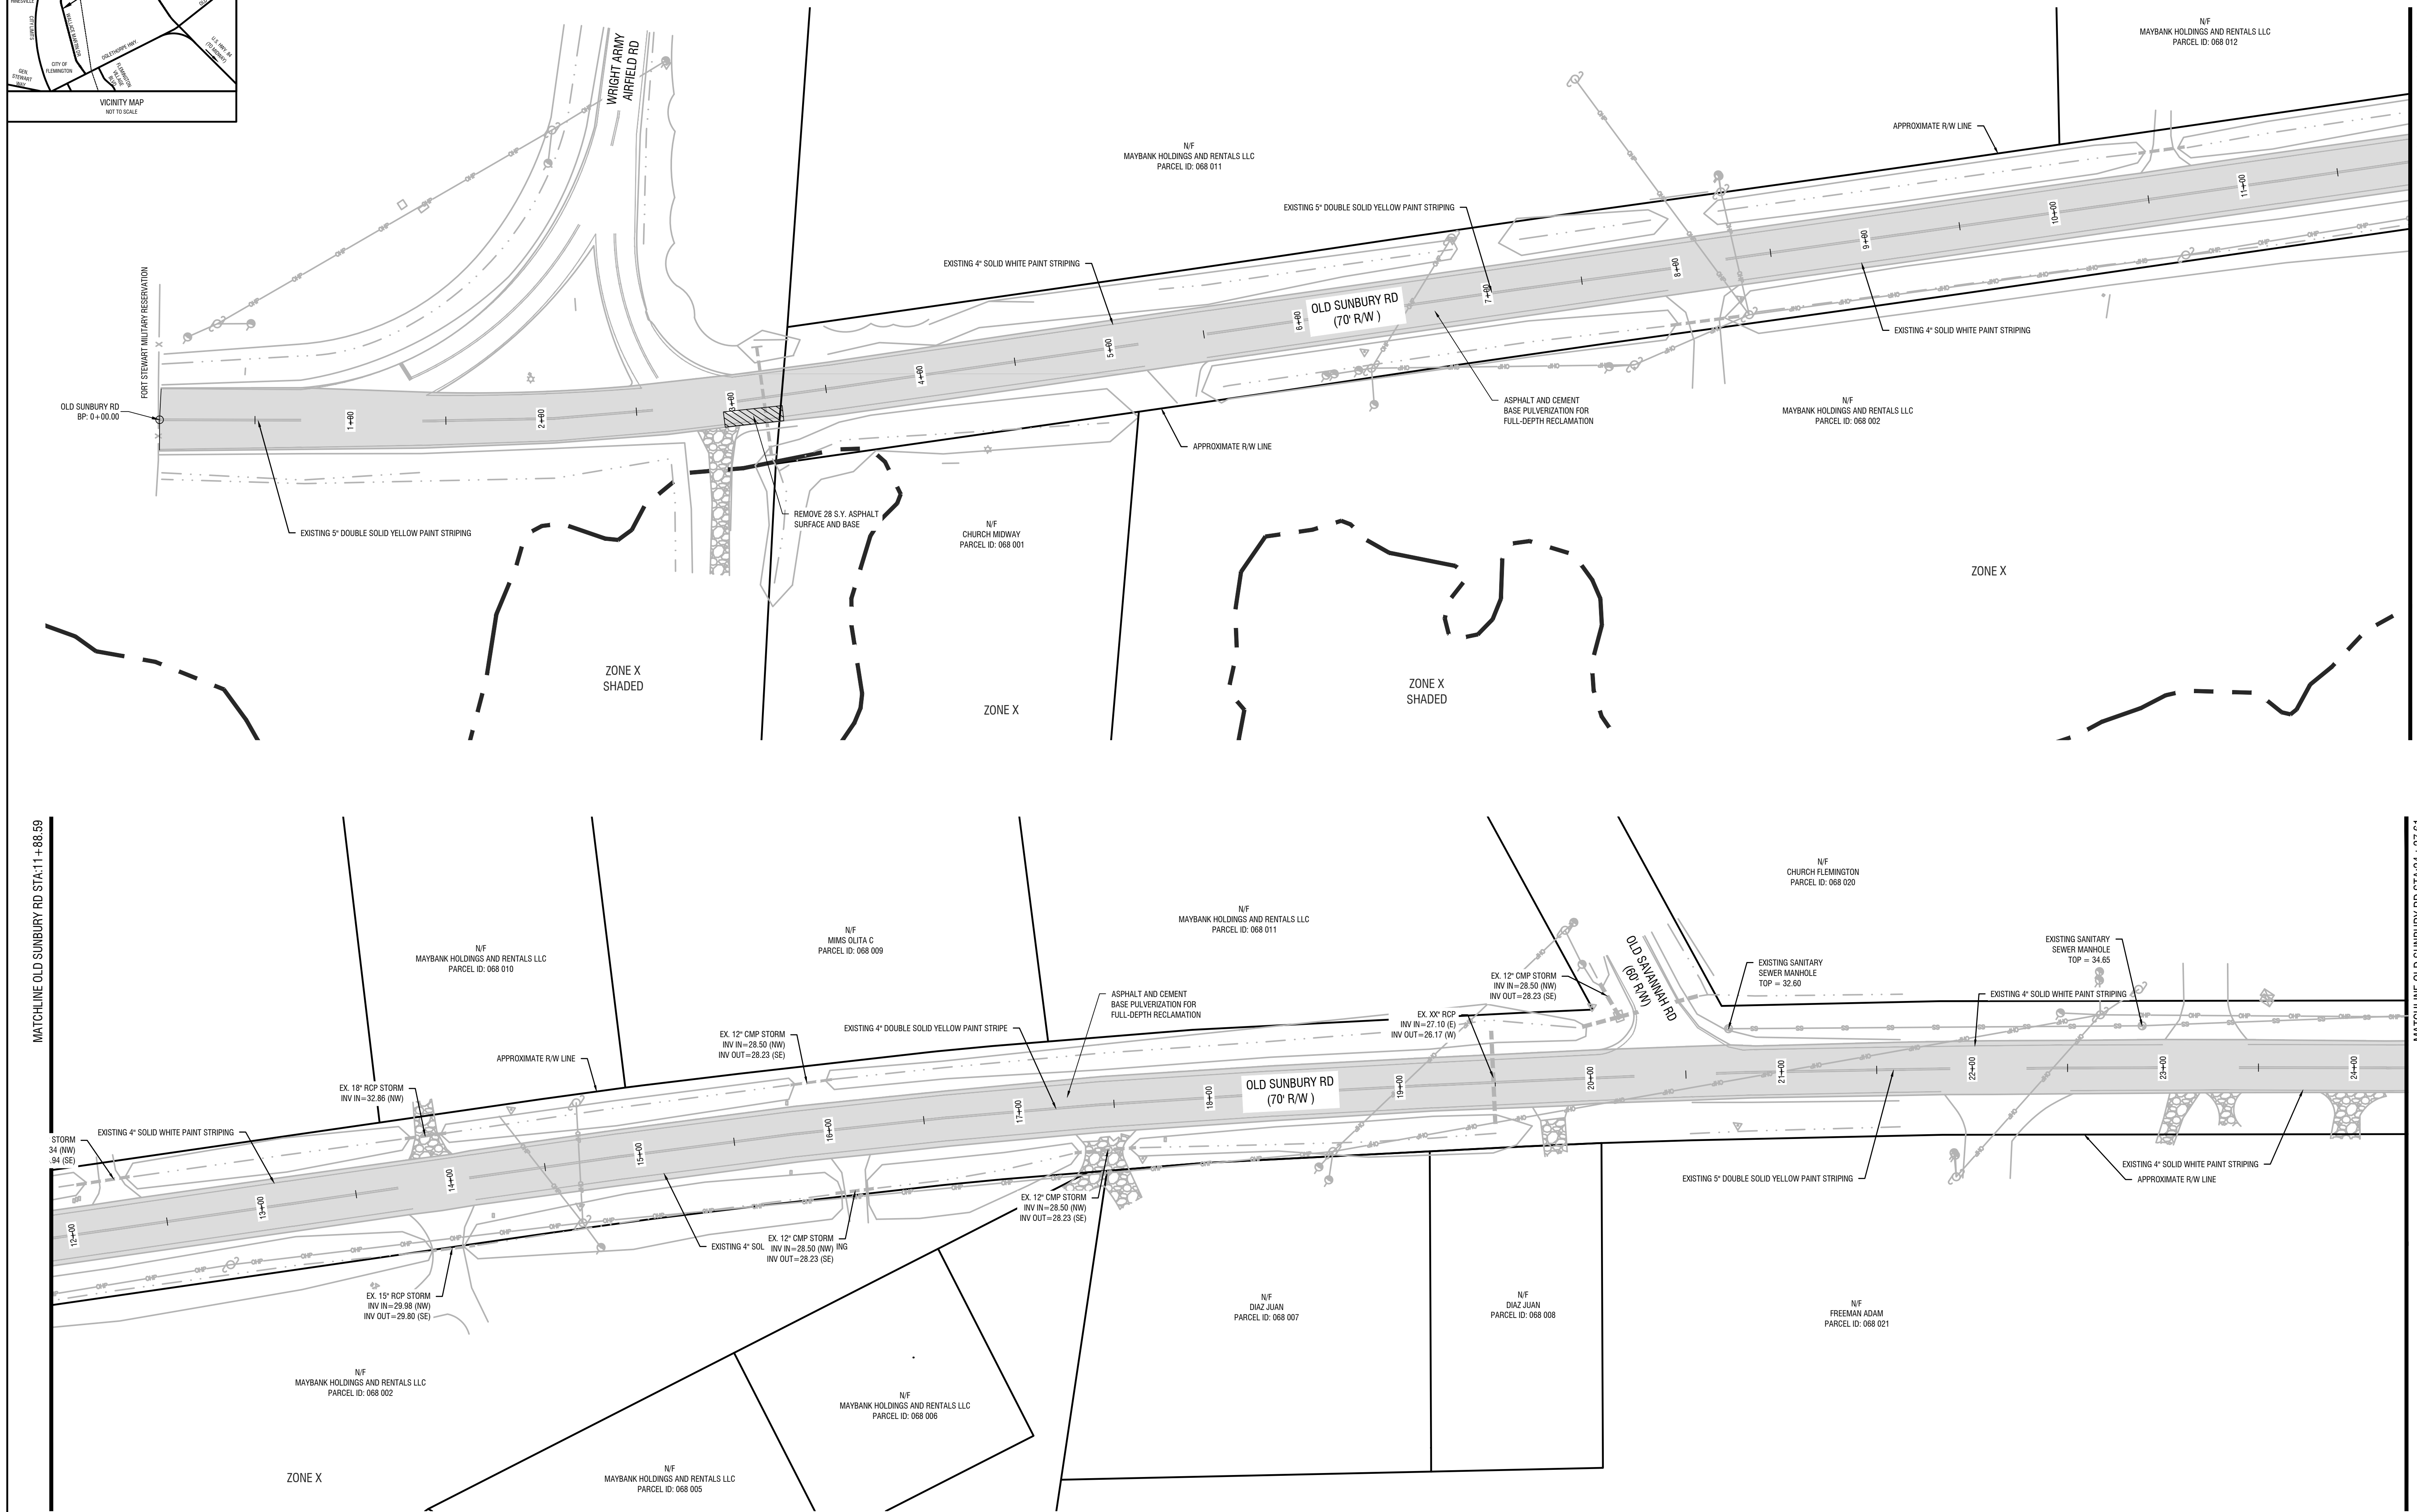 HINESVILLE
CITY LIMITS
WALLACE MARTIN DR
OGLETHORPE HWY.
U.S. HWY. 84
(TO MIDWAY)
CITY OF
FLEMINGTON
FLEMINGTON
VILLAGE
BLVD
GEN.
STEWART
WAY
VICINITY MAP
NOT TO SCALE
WRIGHT ARMY
AIRFIELD RD
N/F
MAYBANK HOLDINGS AND RENTALS LLC
PARCEL ID: 068 012
APPROXIMATE R/W LINE
N/F
MAYBANK HOLDINGS AND RENTALS LLC
PARCEL ID: 068 011
EXISTING 5" DOUBLE SOLID YELLOW PAINT STRIPING
EXISTING 4" SOLID WHITE PAINT STRIPING
FORT STEWART MILITARY RESERVATION
OLD SUNBURY RD
BP: 0+00.00
1+00
2+00
3+00
4+00
5+00
6+00
7+00
8+00
9+00
10+00
11+00
OLD SUNBURY RD
(70' R/W )
EXISTING 4" SOLID WHITE PAINT STRIPING
ASPHALT AND CEMENT
BASE PULVERIZATION FOR
FULL-DEPTH RECLAMATION
N/F
MAYBANK HOLDINGS AND RENTALS LLC
PARCEL ID: 068 002
APPROXIMATE R/W LINE
REMOVE 28 S.Y. ASPHALT
SURFACE AND BASE
EXISTING 5" DOUBLE SOLID YELLOW PAINT STRIPING
N/F
CHURCH MIDWAY
PARCEL ID: 068 001
ZONE X
ZONE X
SHADED
ZONE X
ZONE X
SHADED
MATCHLINE OLD SUNBURY RD STA:11+88.59
N/F
MAYBANK HOLDINGS AND RENTALS LLC
PARCEL ID: 068 010
N/F
MIMS OLITA C
PARCEL ID: 068 009
N/F
MAYBANK HOLDINGS AND RENTALS LLC
PARCEL ID: 068 011
N/F
CHURCH FLEMINGTON
PARCEL ID: 068 020
OLD SAVANNAH RD
(60' R/W)
EXISTING SANITARY
SEWER MANHOLE
TOP = 32.60
EXISTING SANITARY
SEWER MANHOLE
TOP = 34.65
EXISTING 4" SOLID WHITE PAINT STRIPING
EX. 12" CMP STORM
INV IN=28.50 (NW)
INV OUT=28.23 (SE)
EX. XX" RCP
INV IN=27.10 (E)
INV OUT=26.17 (W)
ASPHALT AND CEMENT
BASE PULVERIZATION FOR
FULL-DEPTH RECLAMATION
EXISTING 4" DOUBLE SOLID YELLOW PAINT STRIPE
EX. 12" CMP STORM
INV IN=28.50 (NW)
INV OUT=28.23 (SE)
APPROXIMATE R/W LINE
EX. 18" RCP STORM
INV IN=32.86 (NW)
EXISTING 4" SOLID WHITE PAINT STRIPING
STORM
34 (NW)
.94 (SE)
12+00
13+00
14+00
15+00
16+00
17+00
18+00
19+00
20+00
21+00
22+00
23+00
24+00
OLD SUNBURY RD
(70' R/W )
EX. 12" CMP STORM
INV IN=28.50 (NW)
INV OUT=28.23 (SE)
EXISTING 4" SOL
ING
EX. 12" CMP STORM
INV IN=28.50 (NW)
INV OUT=28.23 (SE)
EX. 15" RCP STORM
INV IN=29.98 (NW)
INV OUT=29.80 (SE)
EXISTING 5" DOUBLE SOLID YELLOW PAINT STRIPING
EXISTING 4" SOLID WHITE PAINT STRIPING
APPROXIMATE R/W LINE
N/F
DIAZ JUAN
PARCEL ID: 068 007
N/F
DIAZ JUAN
PARCEL ID: 068 008
N/F
FREEMAN ADAM
PARCEL ID: 068 021
N/F
MAYBANK HOLDINGS AND RENTALS LLC
PARCEL ID: 068 002
N/F
MAYBANK HOLDINGS AND RENTALS LLC
PARCEL ID: 068 006
N/F
MAYBANK HOLDINGS AND RENTALS LLC
PARCEL ID: 068 005
ZONE X